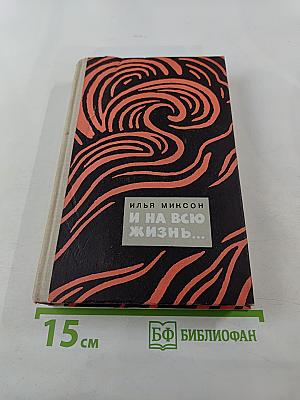 ИЛЬЯ МИКСОН
И НА ВСЮ
ЖИЗНЬ...
15 см
БФ БИБЛИОФАН